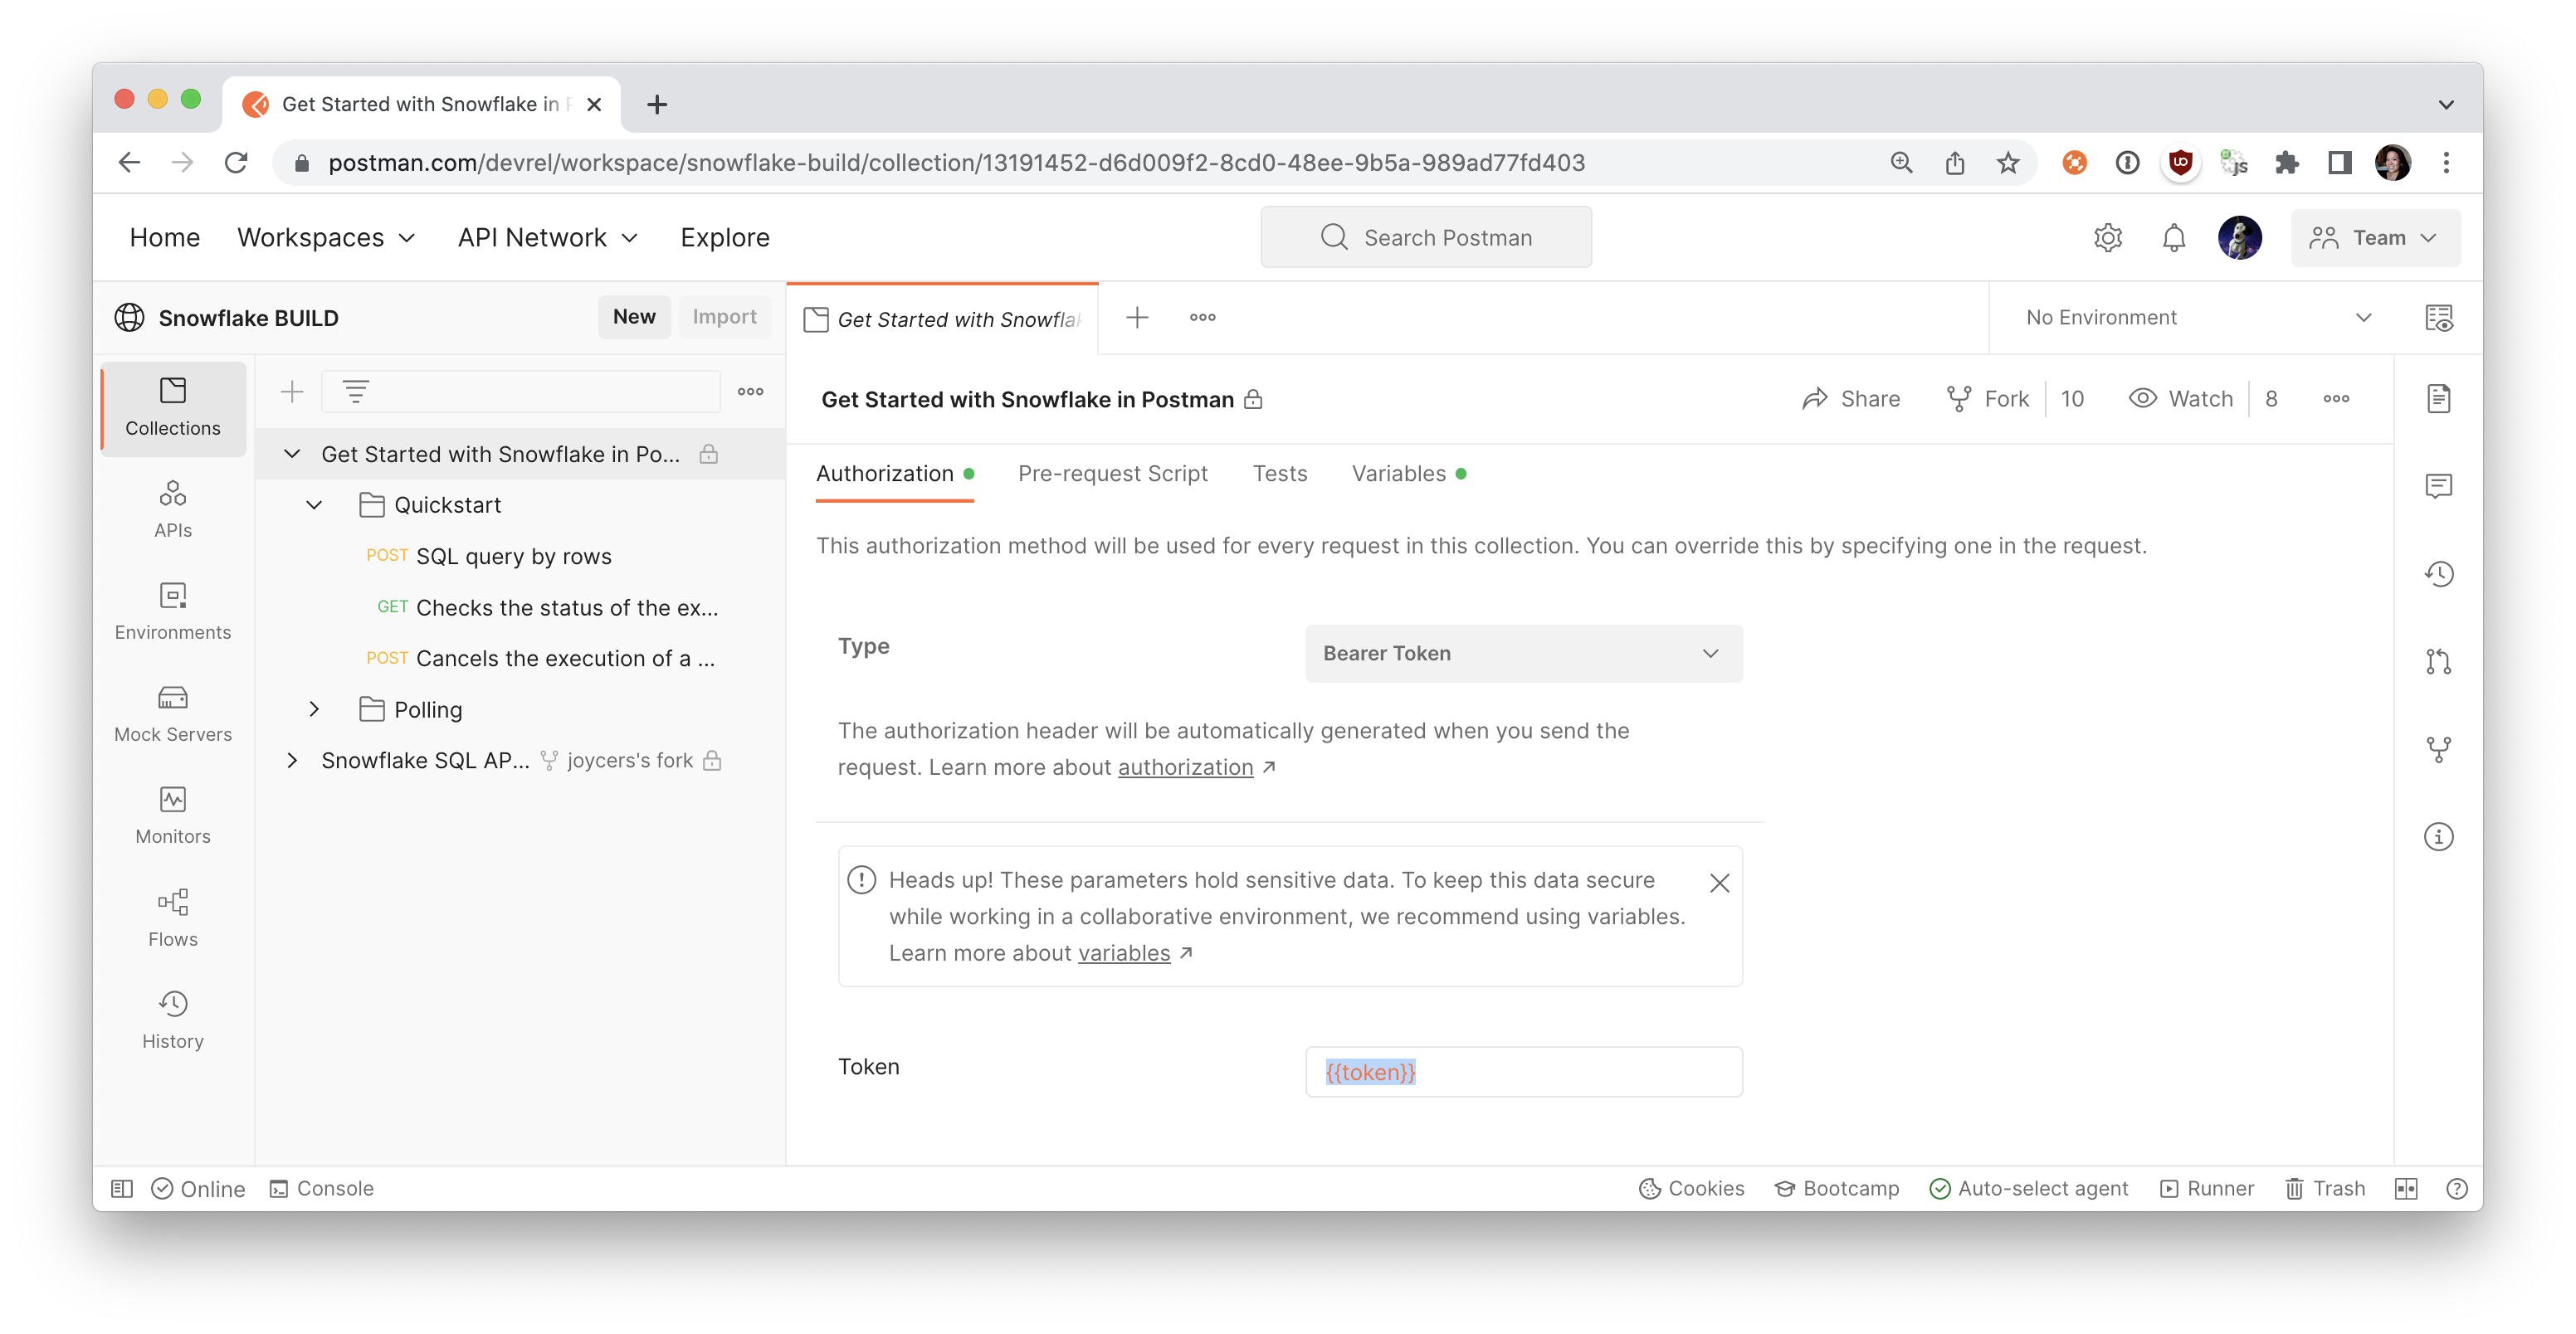 Get Started with Snowflake in P
postman.com/devrel/workspace/snowflake-build/collection/13191452-d6d009f2-8cd0-48ee-9b5a-989ad77fd403
Home
Workspaces
API Network
Explore
Search Postman
Team
Snowflake BUILD
New
Import
Get Started with Snowflak
No Environment
Collections
APIs
Environments
Mock Servers
Monitors
Flows
History
Get Started with Snowflake in Po...
Quickstart
POST SQL query by rows
GET Checks the status of the ex...
POST Cancels the execution of a ...
Polling
Snowflake SQL AP... joycers's fork
Get Started with Snowflake in Postman
Share
Fork 10
Watch 8
Authorization
Pre-request Script
Tests
Variables
This authorization method will be used for every request in this collection. You can override this by specifying one in the request.
Type
Bearer Token
The authorization header will be automatically generated when you send the
request. Learn more about authorization ↗
Heads up! These parameters hold sensitive data. To keep this data secure
while working in a collaborative environment, we recommend using variables.
Learn more about variables ↗
Token
{{token}}
Online
Console
Cookies
Bootcamp
Auto-select agent
Runner
Trash